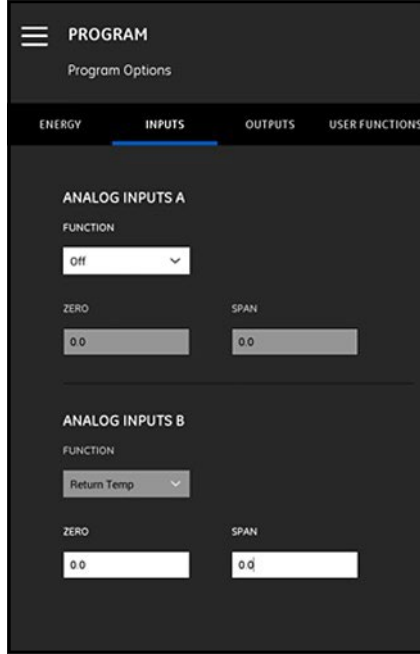 PROGRAM
Program Options
ENERGY INPUTS OUTPUTS USER FUNCTIONS
ANALOG INPUTS A
FUNCTION
Off
ZERO SPAN
0.0 0.0
ANALOG INPUTS B
FUNCTION
Return Temp
ZERO SPAN
0.0 0.0